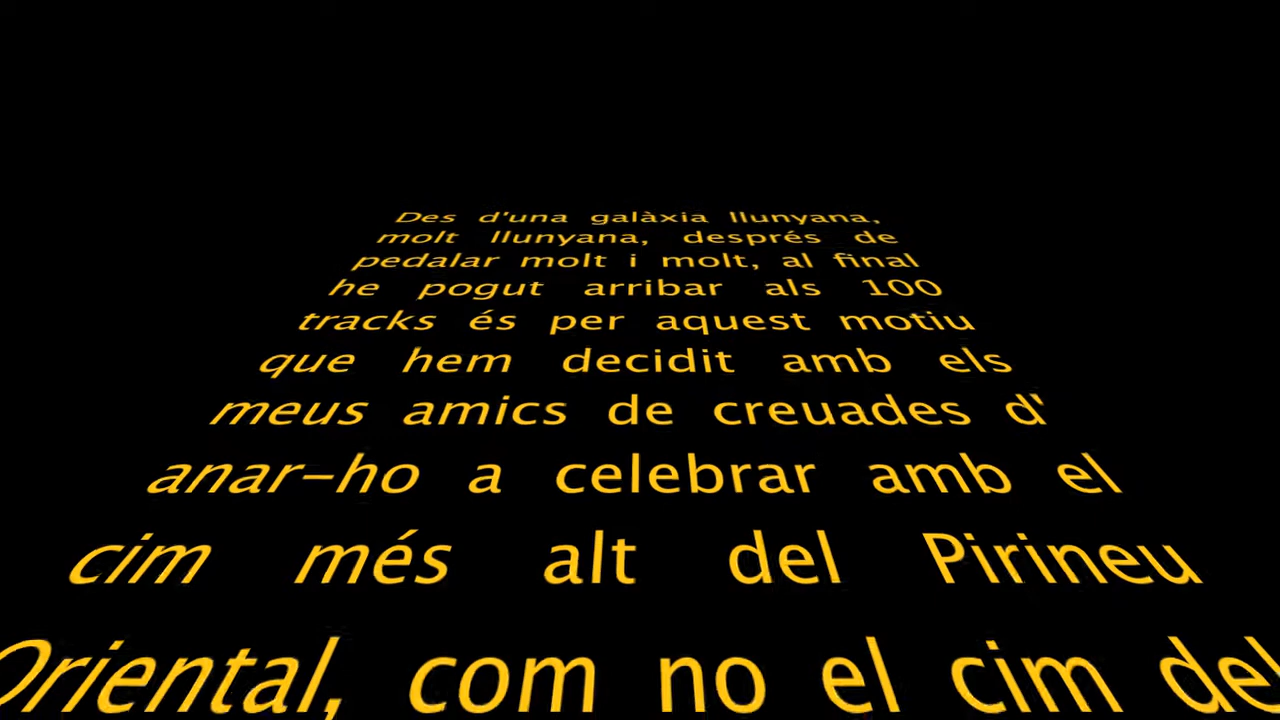 Des d'una galàxia llunyana,
molt llunyana, després de
pedalar molt i molt, al final
he pogut arribar als 100
tracks és per aquest motiu
que hem decidit amb els
meus amics de creuades d'
anar-ho a celebrar amb el
cim més alt del Pirineu
Oriental, com no el cim del